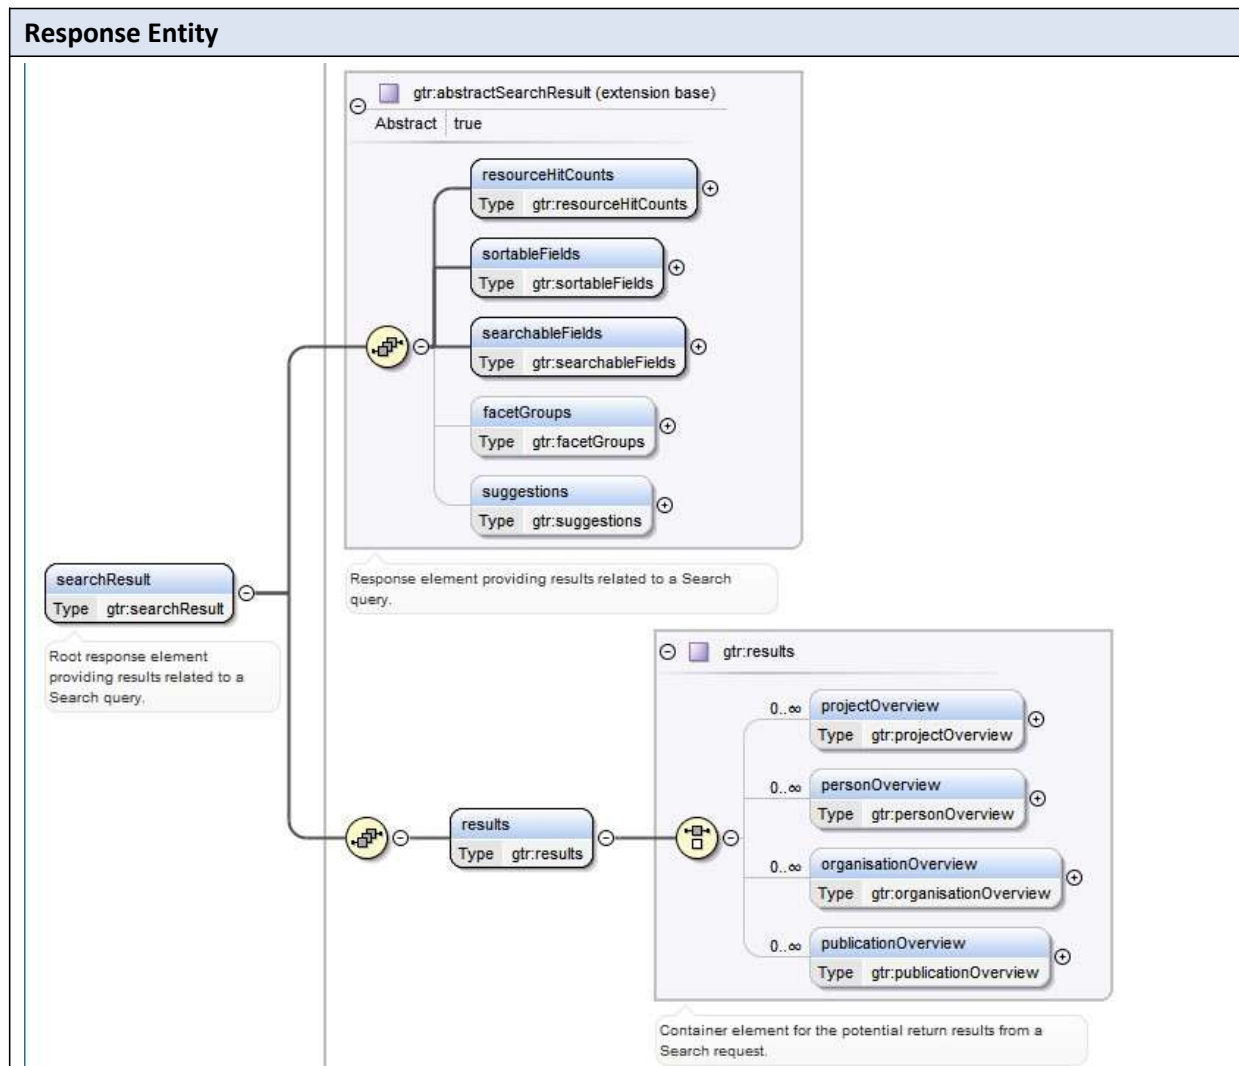 Response Entity
gtr:abstractSearchResult (extension base)
Abstract true
resourceHitCounts
Type gtr:resourceHitCounts
sortableFields
Type gtr:sortableFields
searchableFields
Type gtr:searchableFields
facetGroups
Type gtr:facetGroups
suggestions
Type gtr:suggestions
Response element providing results related to a Search
query.
searchResult
Type gtr:searchResult
Root response element
providing results related to a
Search query.
gtr:results
0..∞ projectOverview
Type gtr:projectOverview
0..∞ personOverview
Type gtr:personOverview
results
Type gtr:results
0..∞ organisationOverview
Type gtr:organisationOverview
0..∞ publicationOverview
Type gtr:publicationOverview
Container element for the potential return results from a
Search request.